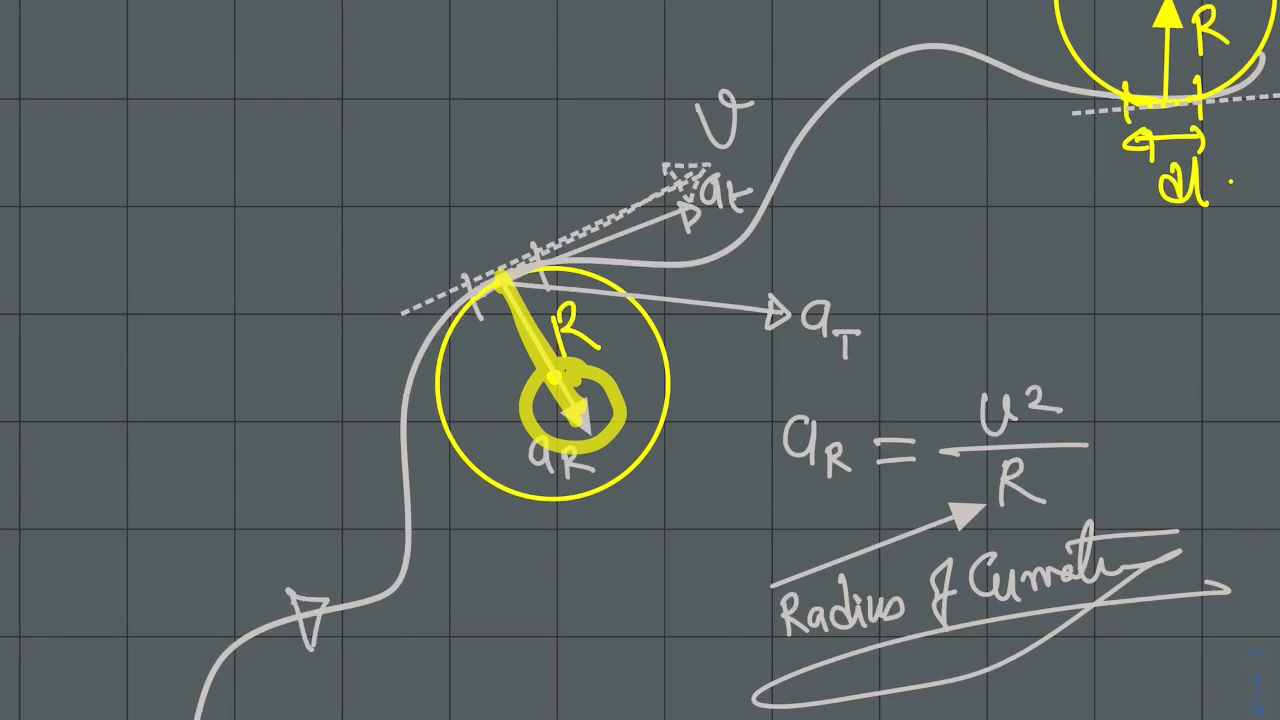 R
v
at
dl
R
aT
aR
aR = v²/R
Radius of Curvature